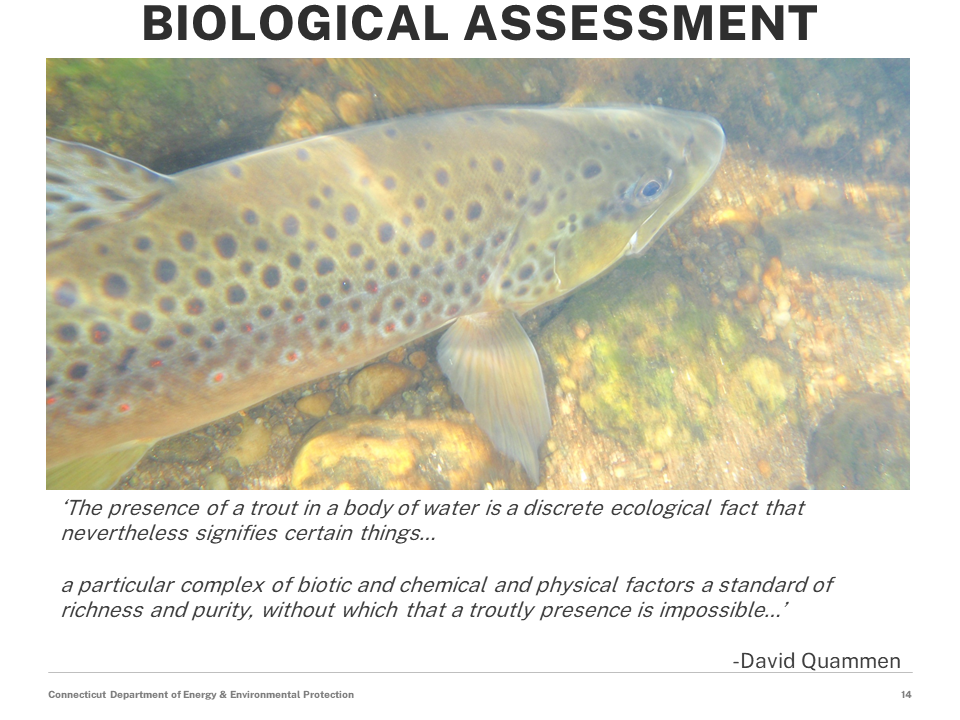 BIOLOGICAL ASSESSMENT
‘The presence of a trout in a body of water is a discrete ecological fact that
nevertheless signifies certain things…
a particular complex of biotic and chemical and physical factors a standard of
richness and purity, without which that a troutly presence is impossible…’
-David Quammen
Connecticut Department of Energy & Environmental Protection
14